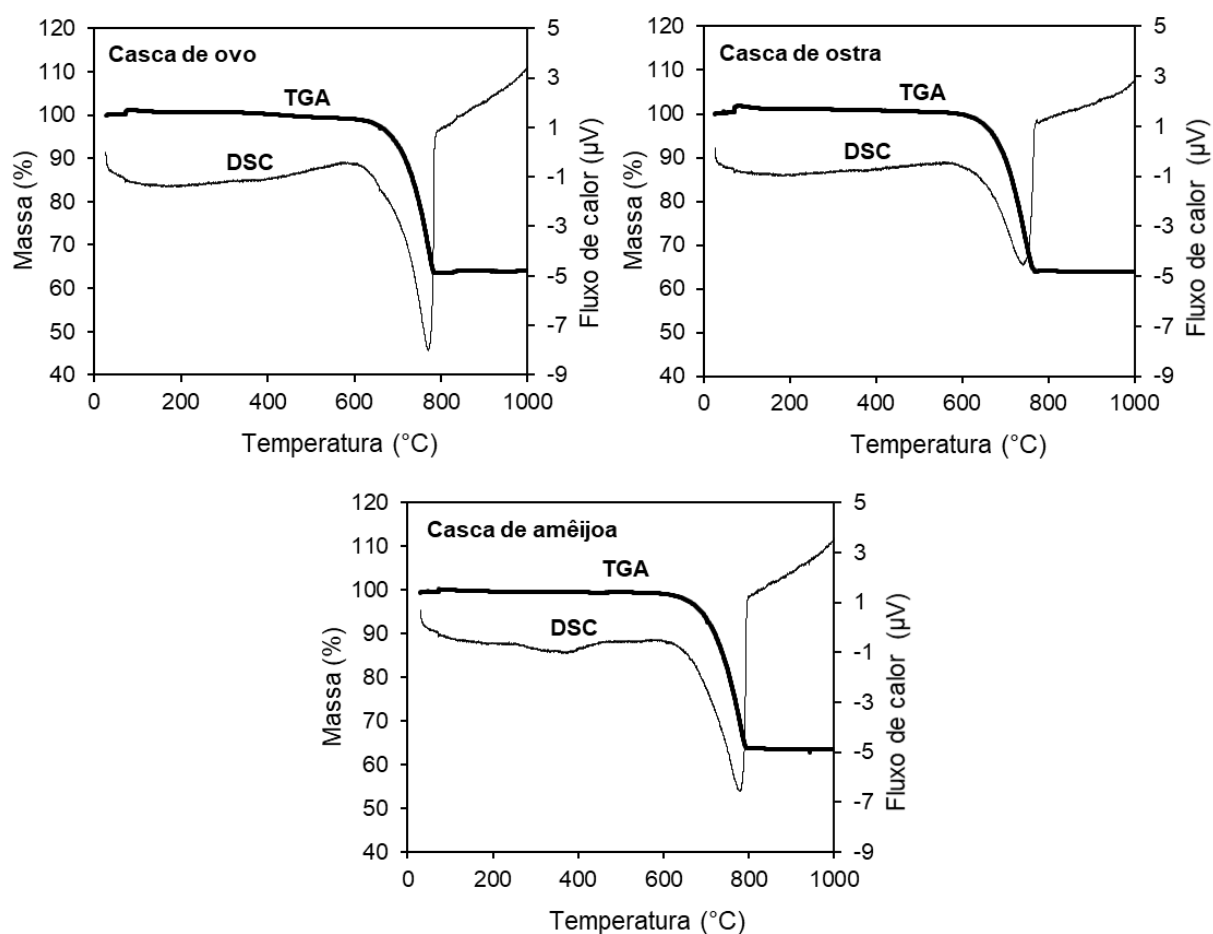 Casca de ovo
TGA
DSC
Massa (%)
120
110
100
90
80
70
60
50
40
5
3
1
-1
-3
-5
-7
-9
Fluxo de calor (µV)
0 200 400 600 800 1000
Temperatura (°C)
Casca de ostra
TGA
DSC
Massa (%)
120
110
100
90
80
70
60
50
40
5
3
1
-1
-3
-5
-7
-9
Fluxo de calor (µV)
0 200 400 600 800 1000
Temperatura (°C)
Casca de amêijoa
TGA
DSC
Massa (%)
120
110
100
90
80
70
60
50
40
5
3
1
-1
-3
-5
-7
-9
Fluxo de calor (µV)
0 200 400 600 800 1000
Temperatura (°C)